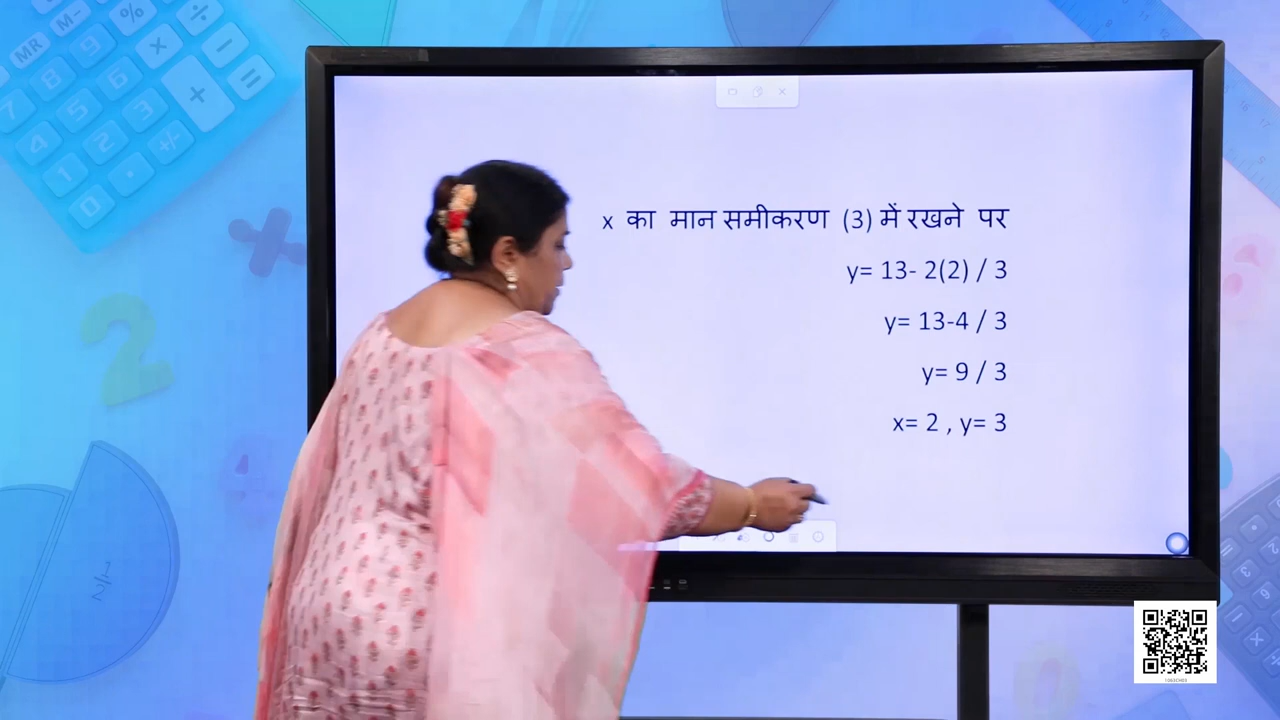 x का मान समीकरण (3) में रखने पर
y= 13- 2(2) / 3
y= 13-4 / 3
y= 9 / 3
x= 2 , y= 3